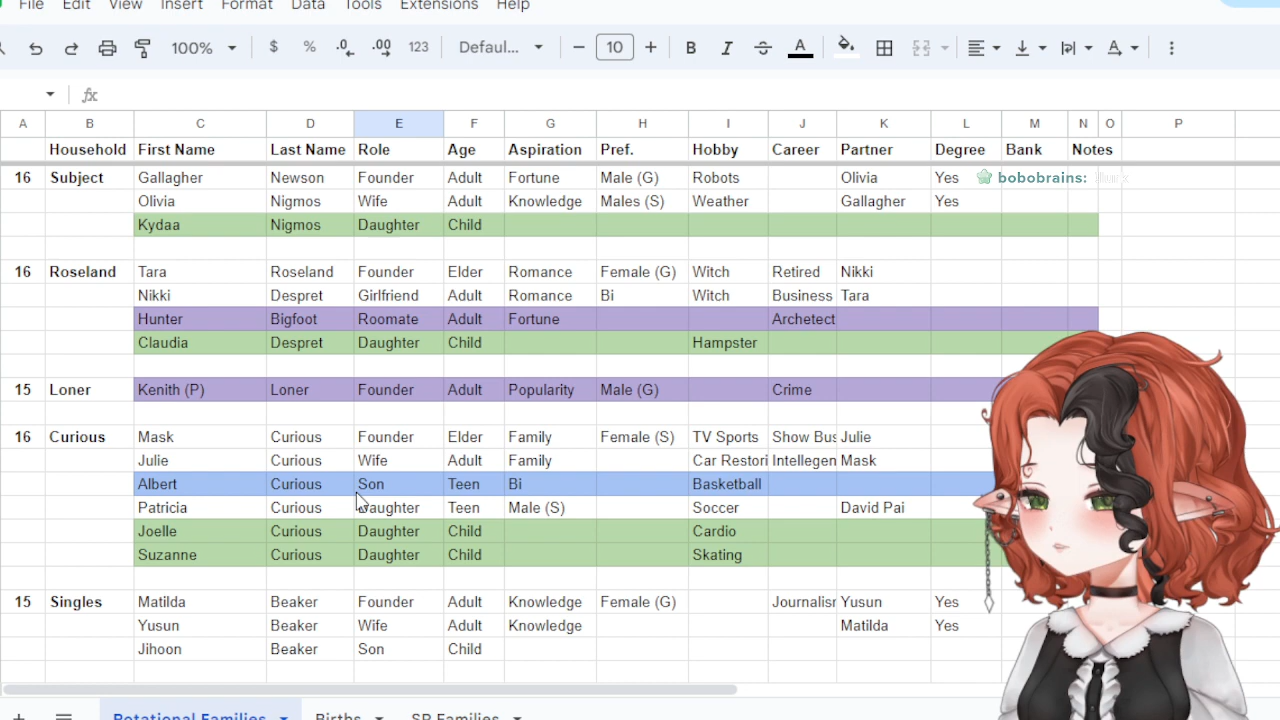 File Edit View Insert Format Data Tools Extensions Help
100% $ % .0 .00 123 Defaul... − 10 + B I A
fx
A B C D E F G H I J K L M N O P
Household First Name Last Name Role Age Aspiration Pref. Hobby Career Partner Degree Bank Notes
16 Subject Gallagher Newson Founder Adult Fortune Male (G) Robots Olivia Yes
bobobrains:
Olivia Nigmos Wife Adult Knowledge Males (S) Weather Gallagher Yes
Kydaa Nigmos Daughter Child
16 Roseland Tara Roseland Founder Elder Romance Female (G) Witch Retired Nikki
Nikki Despret Girlfriend Adult Romance Bi Witch Business Tara
Hunter Bigfoot Roomate Adult Fortune Archetect
Claudia Despret Daughter Child Hampster
15 Loner Kenith (P) Loner Founder Adult Popularity Male (G) Crime
16 Curious Mask Curious Founder Elder Family Female (S) TV Sports Show Bus Julie
Julie Curious Wife Adult Family Car Restori Intellegen Mask
Albert Curious Son Teen Bi Basketball
Patricia Curious Daughter Teen Male (S) Soccer David Pai
Joelle Curious Daughter Child Cardio
Suzanne Curious Daughter Child Skating
15 Singles Matilda Beaker Founder Adult Knowledge Female (G) Journalisr Yusun Yes
Yusun Beaker Wife Adult Knowledge Matilda Yes
Jihoon Beaker Son Child
+ Rotational Families Births SP Families